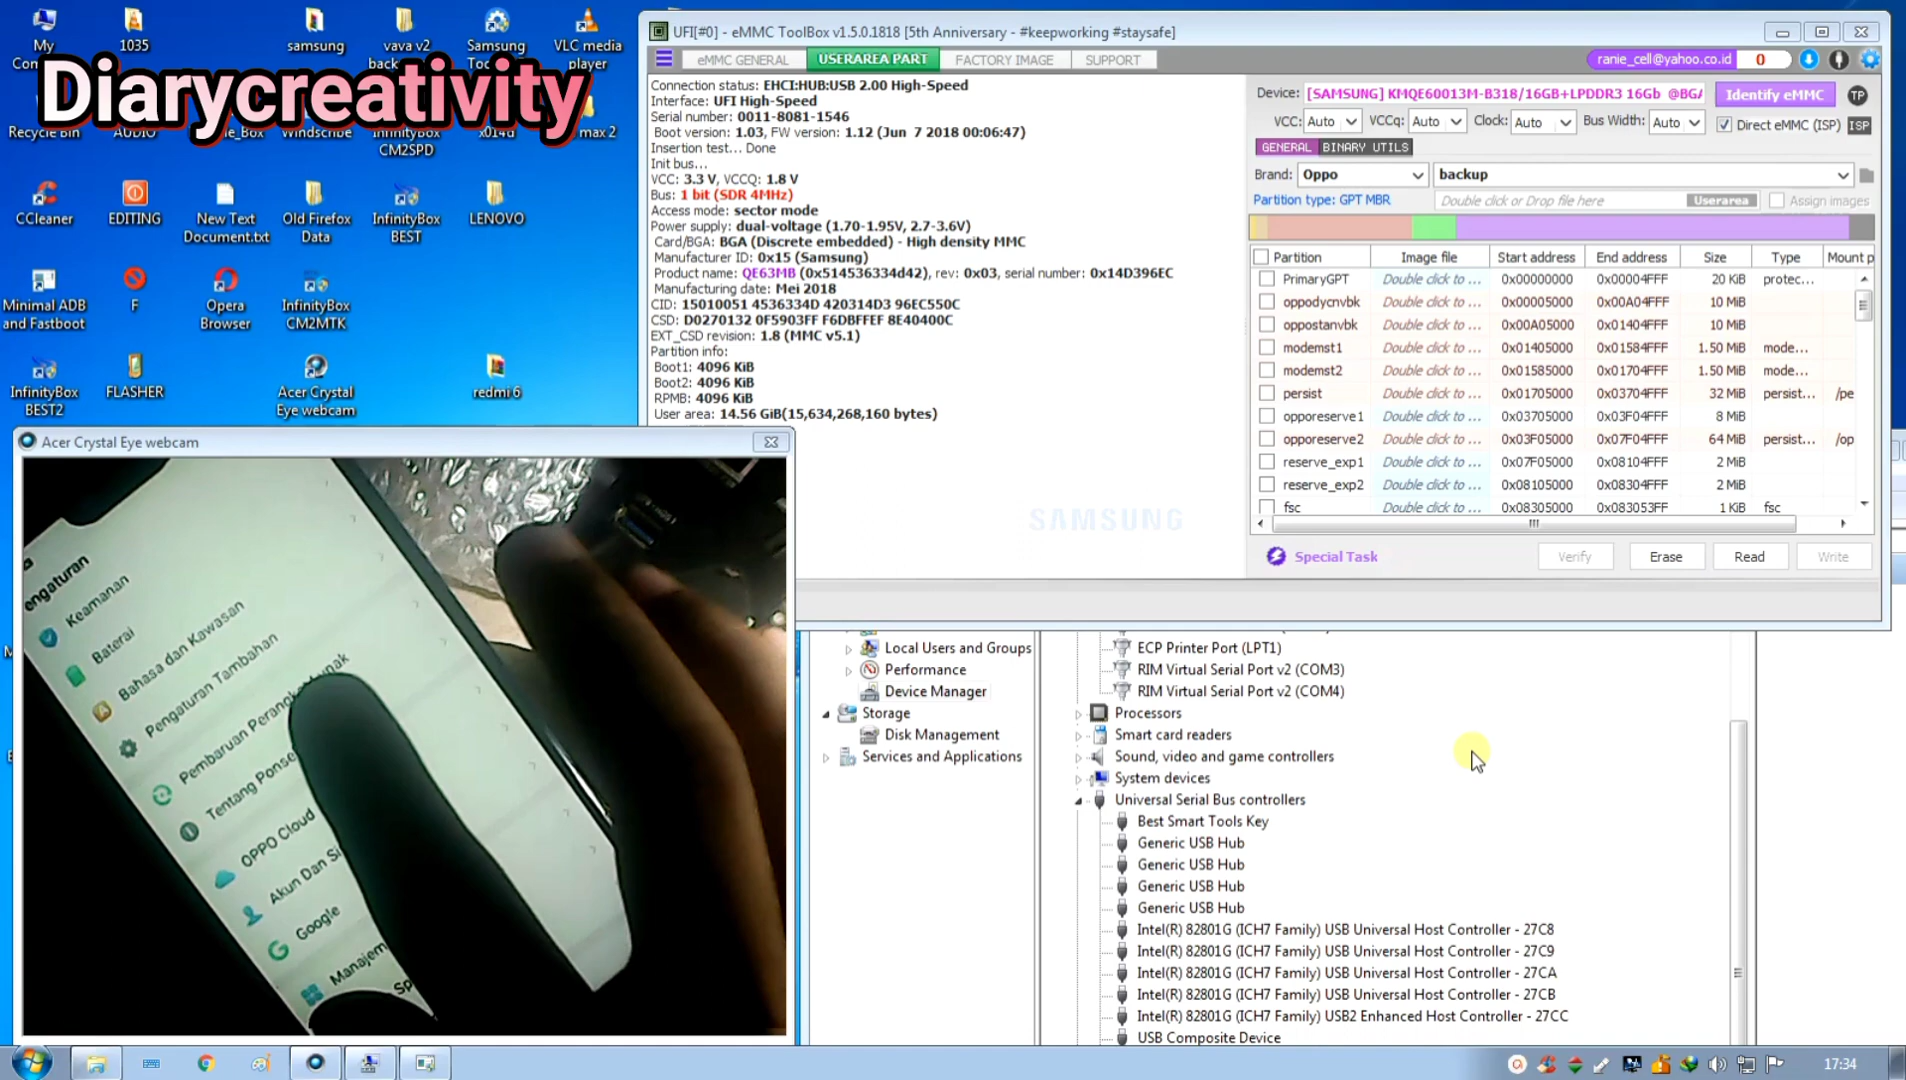 My
1035
samsung
vava v2
Samsung
VLC media
player
Diarycreativity
Recycle Bin
AUDIO
Windscribe
InfinityBox
CM2SPD
x014d
max 2
CCleaner
EDITING
New Text
Document.txt
Old Firefox
Data
InfinityBox
BEST
LENOVO
Minimal ADB
and Fastboot
F
Opera
Browser
InfinityBox
CM2MTK
InfinityBox
BEST2
FLASHER
Acer Crystal
Eye webcam
redmi 6
UFI[#0] - eMMC ToolBox v1.5.0.1818 [5th Anniversary - #keepworking #staysafe]
eMMC GENERAL
USERAREA PART
FACTORY IMAGE
SUPPORT
ranie_cell@yahoo.co.id
0
Connection status: EHCI:HUB:USB 2.00 High-Speed
Interface: UFI High-Speed
Serial number: 0011-8081-1546
Boot version: 1.03, FW version: 1.12 (Jun 7 2018 00:06:47)
Insertion test... Done
Init bus...
VCC: 3.3 V, VCCQ: 1.8 V
Bus: 1 bit (SDR 4MHz)
Access mode: sector mode
Power supply: dual-voltage (1.70-1.95V, 2.7-3.6V)
Card/BGA: BGA (Discrete embedded) - High density MMC
Manufacturer ID: 0x15 (Samsung)
Product name: QE63MB (0x514536334d42), rev: 0x03, serial number: 0x14D396EC
Manufacturing date: Mei 2018
CID: 15010051 4536334D 420314D3 96EC550C
CSD: D0270132 0F5903FF F6DBFFEF 8E40400C
EXT_CSD revision: 1.8 (MMC v5.1)
Partition info:
Boot1: 4096 KiB
Boot2: 4096 KiB
RPMB: 4096 KiB
User area: 14.56 GiB(15,634,268,160 bytes)
SAMSUNG
Device: [SAMSUNG] KMQE60013M-B318/16GB+LPDDR3 16Gb @BGA
Identify eMMC
TP
VCC: Auto VCCq: Auto Clock: Auto Bus Width: Auto Direct eMMC (ISP) ISP
GENERAL BINARY UTILS
Brand: Oppo backup
Partition type: GPT MBR Double click or Drop file here Userarea Assign images
Partition Image file Start address End address Size Type Mount p
PrimaryGPT Double click to ... 0x00000000 0x00004FFF 20 KiB protec...
oppodycnvbk Double click to ... 0x00005000 0x00A04FFF 10 MiB
oppostanvbk Double click to ... 0x00A05000 0x01404FFF 10 MiB
modemst1 Double click to ... 0x01405000 0x01584FFF 1.50 MiB mode...
modemst2 Double click to ... 0x01585000 0x01704FFF 1.50 MiB mode...
persist Double click to ... 0x01705000 0x03704FFF 32 MiB persist... /pe
opporeserve1 Double click to ... 0x03705000 0x03F04FFF 8 MiB
opporeserve2 Double click to ... 0x03F05000 0x07F04FFF 64 MiB persist... /op
reserve_exp1 Double click to ... 0x07F05000 0x08104FFF 2 MiB
reserve_exp2 Double click to ... 0x08105000 0x08304FFF 2 MiB
fsc Double click to ... 0x08305000 0x083053FF 1 KiB fsc
Special Task
Verify
Erase
Read
Write
Acer Crystal Eye webcam
engaturan
Keamanan
Baterai
Bahasa dan Kawasan
Pengaturan Tambahan
Pembaruan
Tentang
OPPO Cloud
Akun Dan
Google
Local Users and Groups
Performance
Device Manager
Storage
Disk Management
Services and Applications
ECP Printer Port (LPT1)
RIM Virtual Serial Port v2 (COM3)
RIM Virtual Serial Port v2 (COM4)
Processors
Smart card readers
Sound, video and game controllers
System devices
Universal Serial Bus controllers
Best Smart Tools Key
Generic USB Hub
Generic USB Hub
Generic USB Hub
Generic USB Hub
Intel(R) 82801G (ICH7 Family) USB Universal Host Controller - 27C8
Intel(R) 82801G (ICH7 Family) USB Universal Host Controller - 27C9
Intel(R) 82801G (ICH7 Family) USB Universal Host Controller - 27CA
Intel(R) 82801G (ICH7 Family) USB Universal Host Controller - 27CB
Intel(R) 82801G (ICH7 Family) USB2 Enhanced Host Controller - 27CC
USB Composite Device
17:34